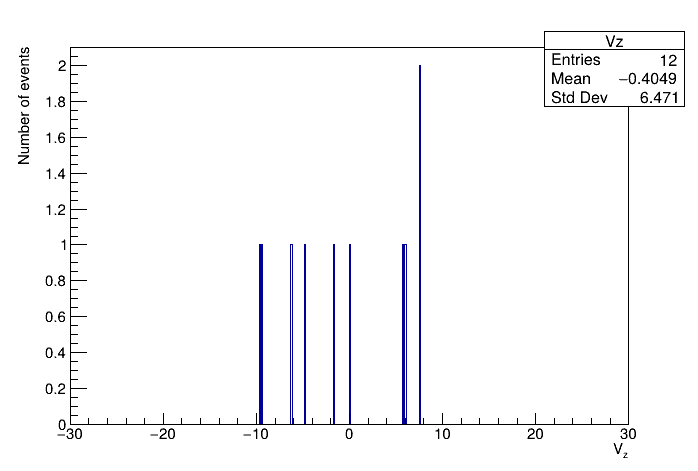 Vz
Entries 12
Mean −0.4049
Std Dev 6.471
Number of events
2
1.8
1.6
1.4
1.2
1
0.8
0.6
0.4
0.2
0
−30 −20 −10 0 10 20 30
Vz